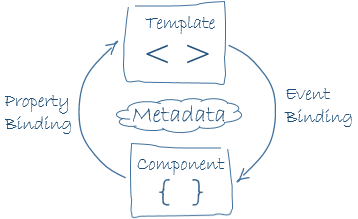 Template
< >
Property
Binding
Metadata
Event
Binding
Component
{ }